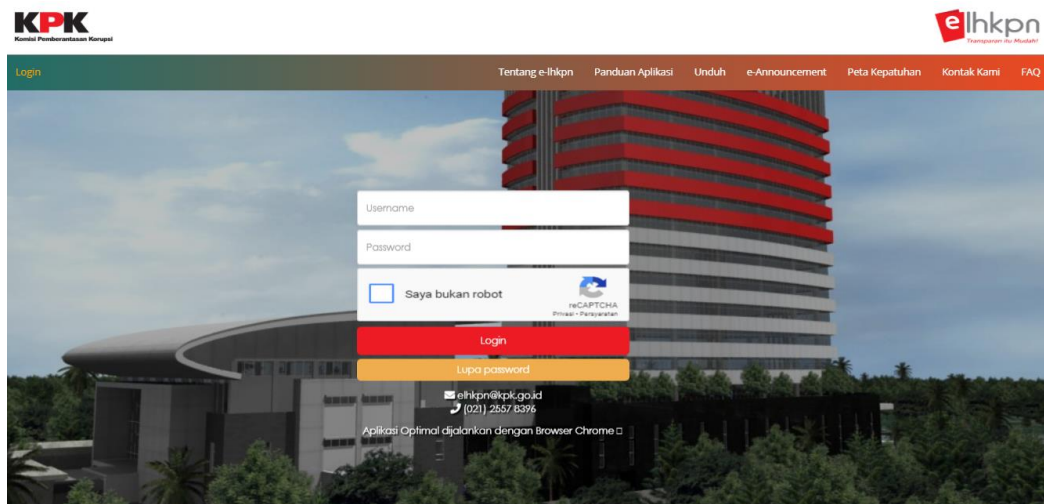 KPK
Komisi Pemberantasan Korupsi
elhkpn
Transparan itu Mudah!
Login
Tentang e-lhkpn
Panduan Aplikasi
Unduh
e-Announcement
Peta Kepatuhan
Kontak Kami
FAQ
Username
Password
Saya bukan robot
reCAPTCHA
Privasi - Persyaratan
Login
Lupa password
elhkpn@kpk.go.id
(021) 2557 8396
Aplikasi Optimal dijalankan dengan Browser Chrome